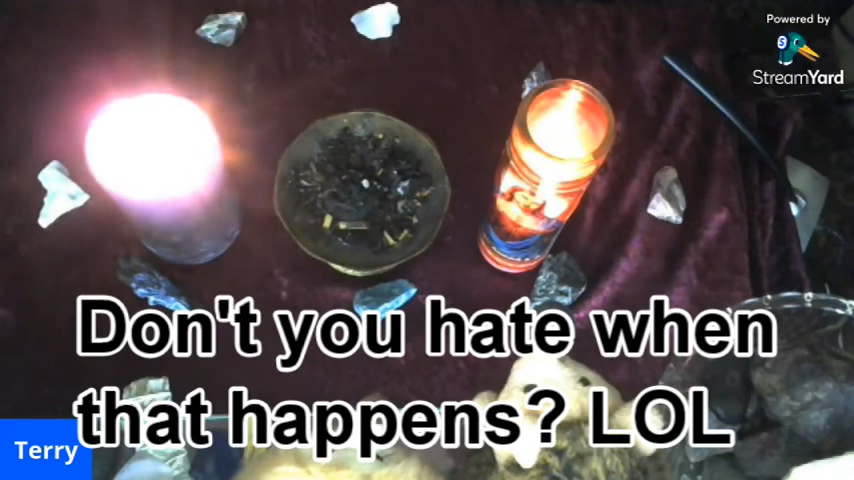 Powered by
S
StreamYard
Don't you hate when
that happens? LOL
Terry